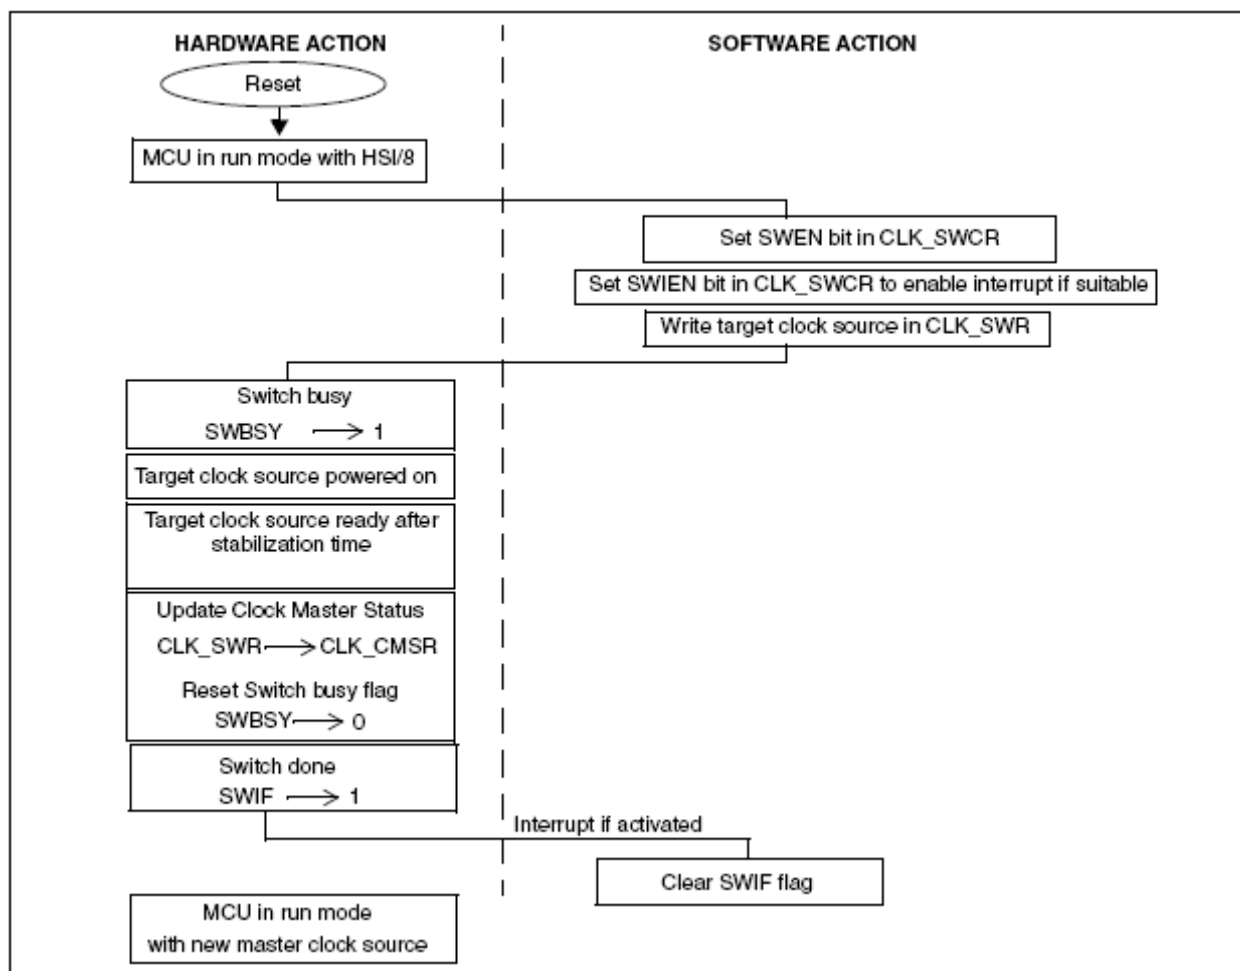 HARDWARE ACTION
SOFTWARE ACTION
Reset
MCU in run mode with HSI/8
Set SWEN bit in CLK_SWCR
Set SWIEN bit in CLK_SWCR to enable interrupt if suitable
Write target clock source in CLK_SWR
Switch busy
SWBSY → 1
Target clock source powered on
Target clock source ready after
stabilization time
Update Clock Master Status
CLK_SWR → CLK_CMSR
Reset Switch busy flag
SWBSY → 0
Switch done
SWIF → 1
Interrupt if activated
Clear SWIF flag
MCU in run mode
with new master clock source